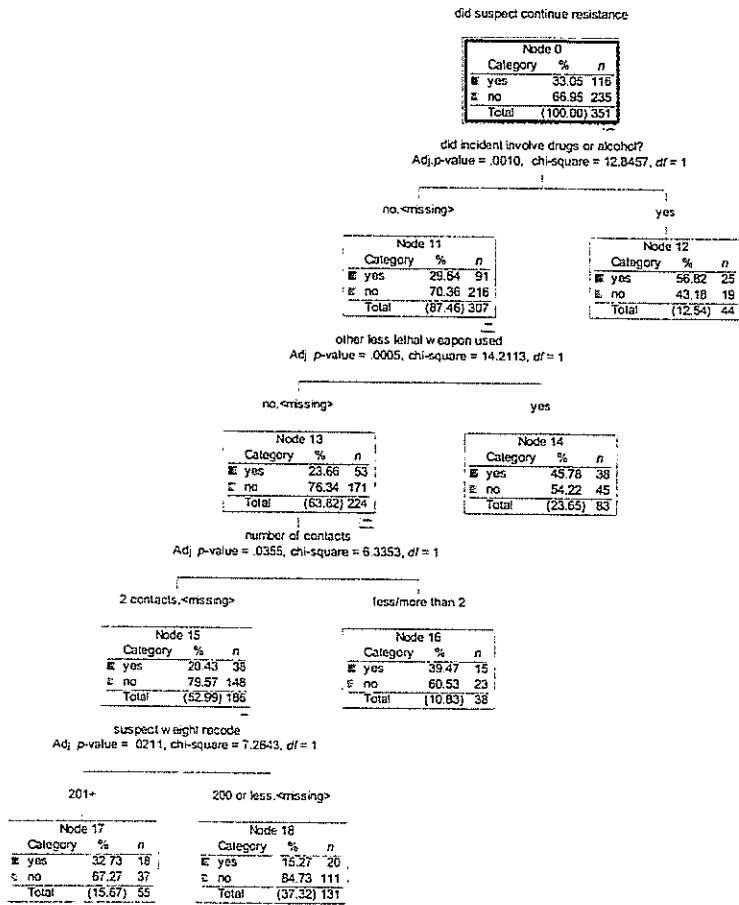 did suspect continue resistance
Node 0
Category % n
yes 33.05 116
no 66.95 235
Total (100.00) 351
did incident involve drugs or alcohol?
Adj.p-value = .0010, chi-square = 12.8457, df = 1
no,<missing>
yes
Node 11
Category % n
yes 29.64 91
no 70.36 216
Total (87.46) 307
Node 12
Category % n
yes 56.82 25
no 43.18 19
Total (12.54) 44
other less lethal weapon used
Adj p-value = .0005, chi-square = 14.2113, df = 1
no,<missing>
yes
Node 13
Category % n
yes 23.66 53
no 76.34 171
Total (63.82) 224
Node 14
Category % n
yes 45.78 38
no 54.22 45
Total (23.65) 83
number of contacts
Adj p-value = .0355, chi-square = 6.3353, df = 1
2 contacts,<missing>
less/more than 2
Node 15
Category % n
yes 20.43 38
no 79.57 148
Total (52.99) 186
Node 16
Category % n
yes 39.47 15
no 60.53 23
Total (10.83) 38
suspect weight recode
Adj p-value = .0211, chi-square = 7.2643, df = 1
201+
200 or less,<missing>
Node 17
Category % n
yes 32.73 18
no 67.27 37
Total (15.67) 55
Node 18
Category % n
yes 15.27 20
no 84.73 111
Total (37.32) 131